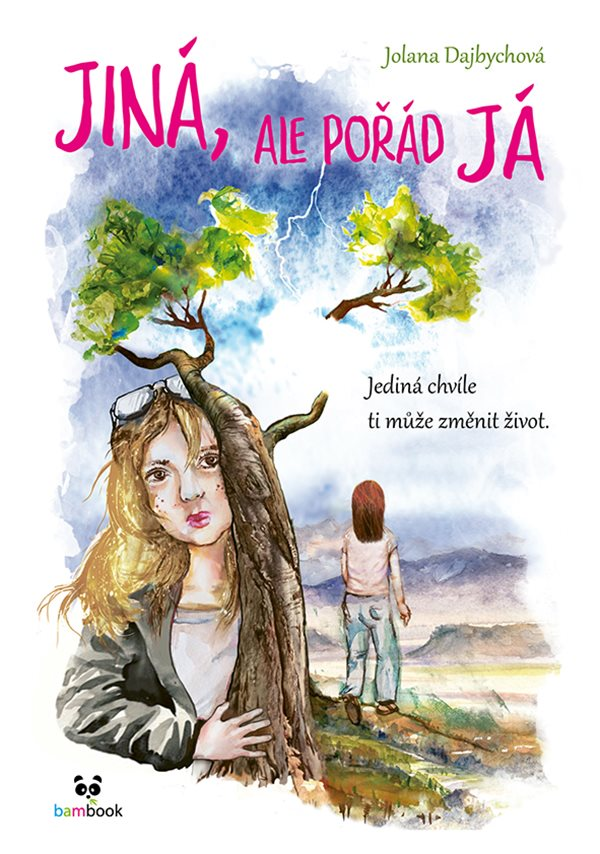 Jolana Dajbychová
JINÁ, ALE POŘÁD JÁ
Jediná chvíle
ti může změnit život.
bambook